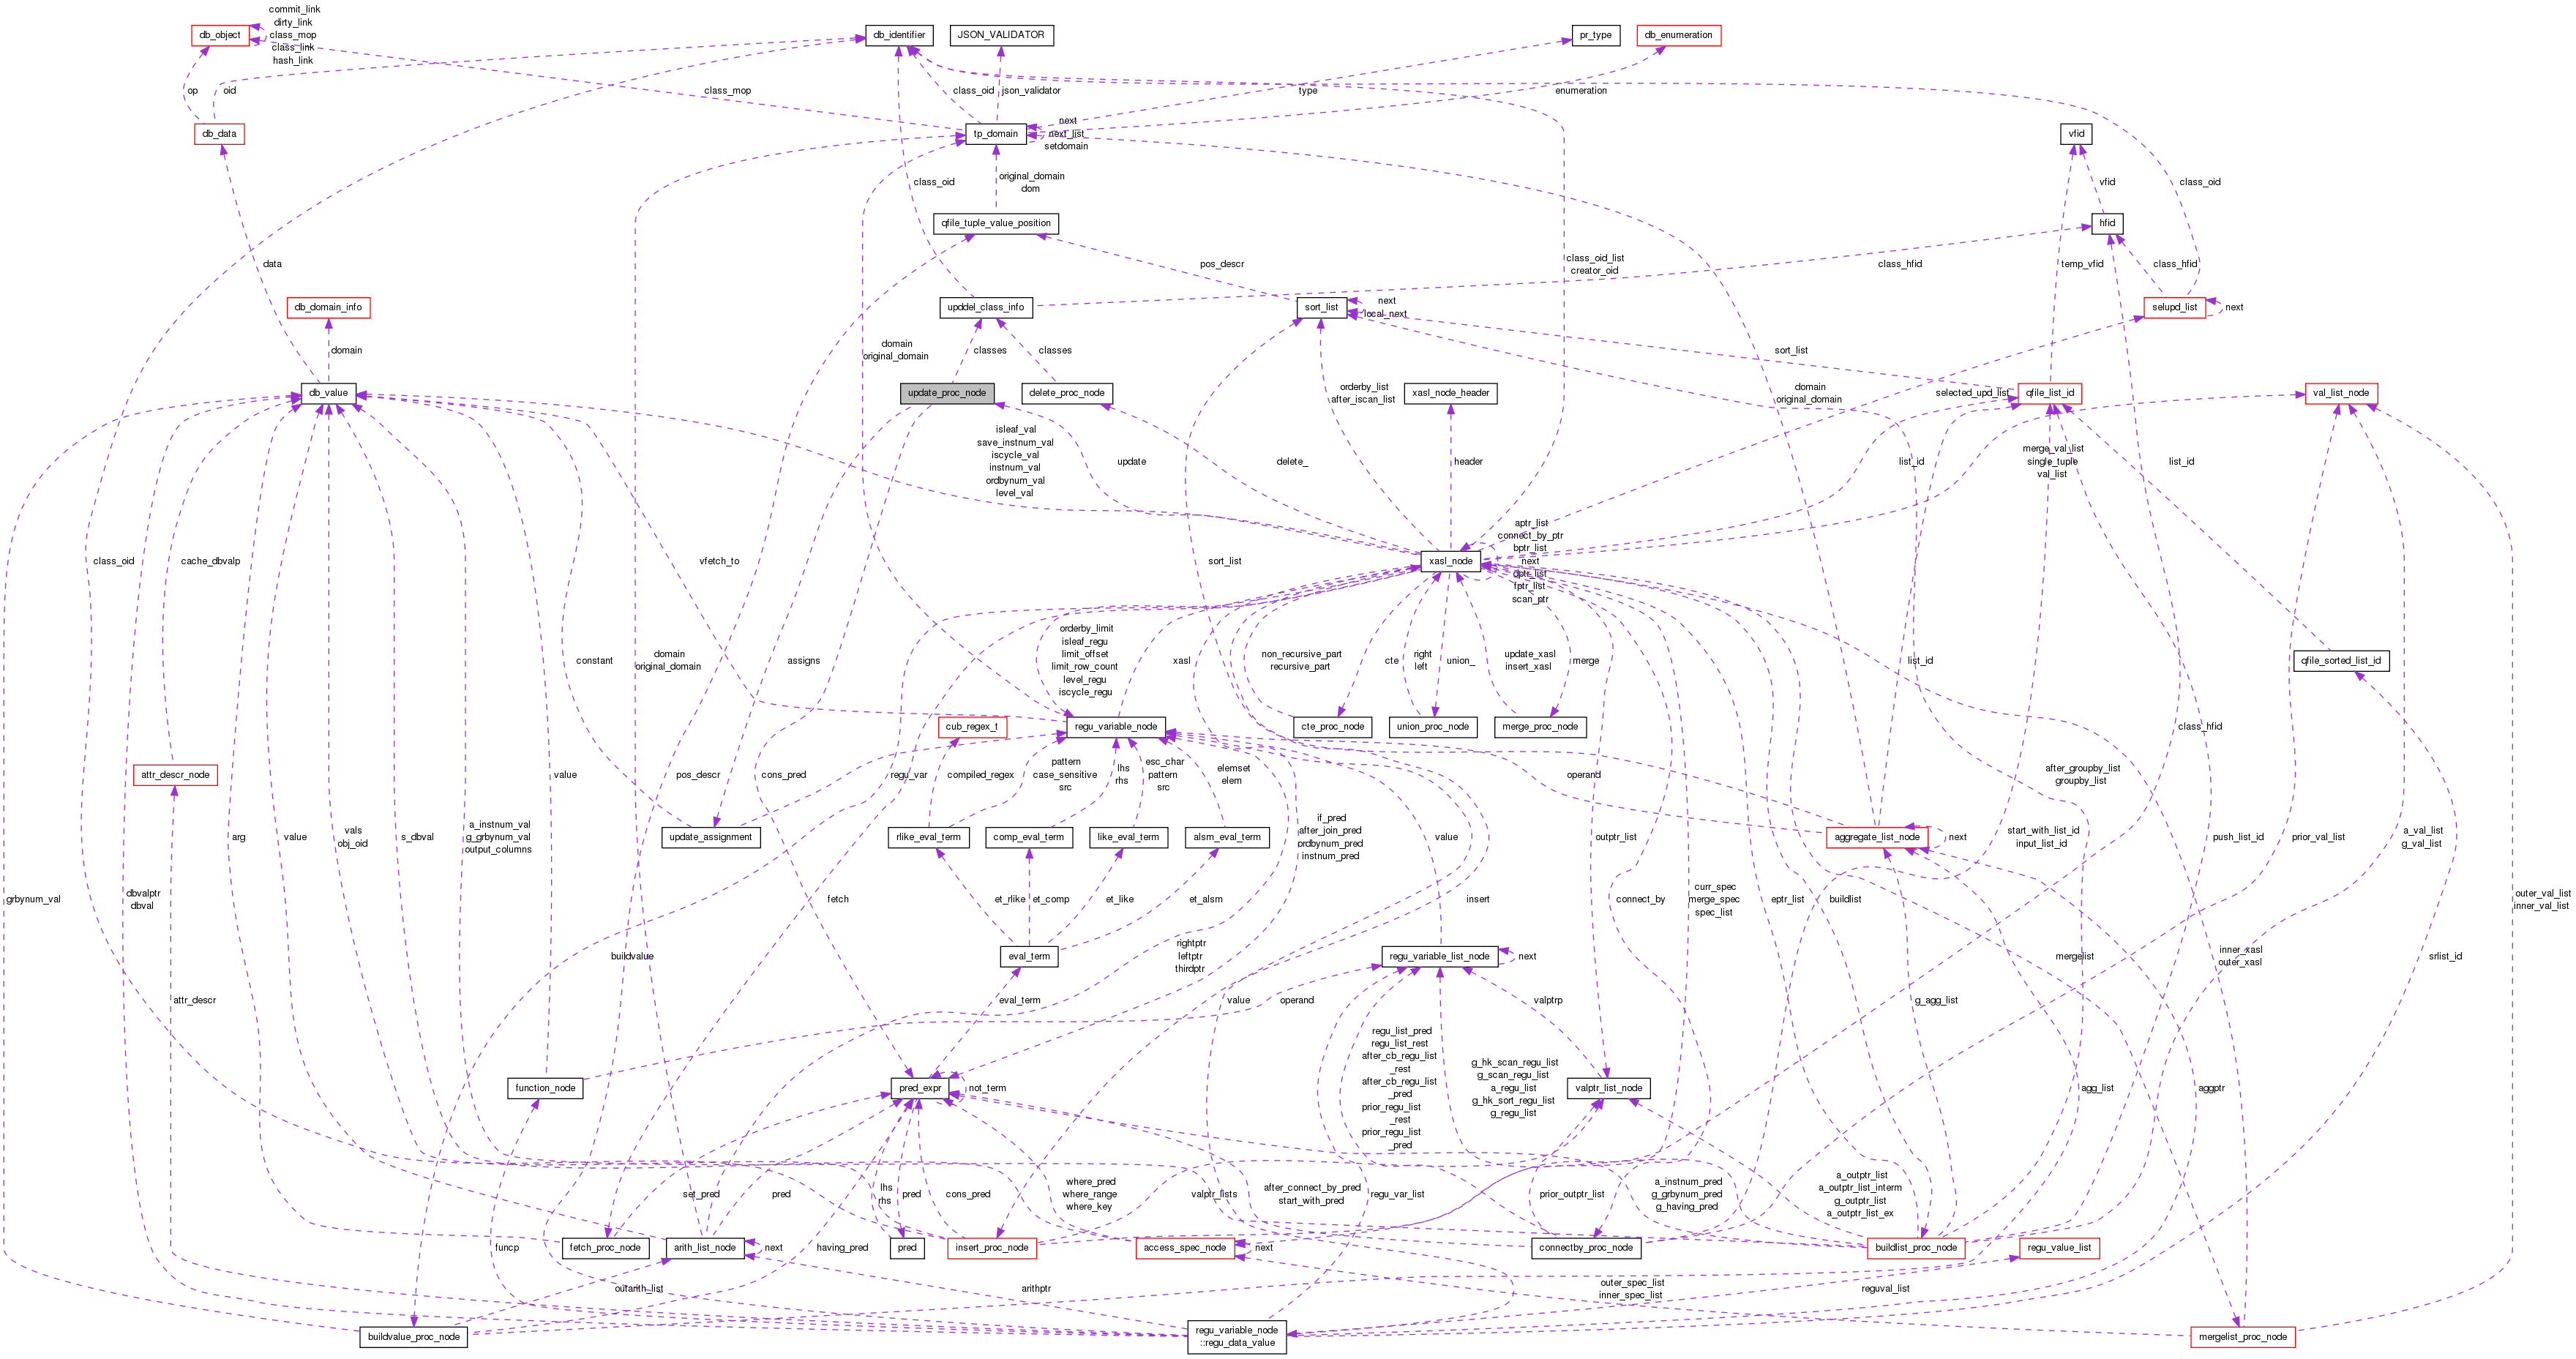 commit_link
dirty_link
class_mop
class_link
hash_link
db_object
db_identifier
JSON_VALIDATOR
pr_type
db_enumeration
op
oid
class_mop
class_oid
json_validator
type
enumeration
db_data
tp_domain
next
next_list
setdomain
vfid
class_oid
original_domain
dom
vfid
class_oid
qfile_tuple_value_position
hfid
data
pos_descr
class_oid_list
creator_oid
class_hfid
temp_vfid
class_hfid
db_domain_info
upddel_class_info
sort_list
next
local_next
selupd_list
next
domain
domain
original_domain
classes
classes
sort_list
db_value
update_proc_node
delete_proc_node
orderby_list
after_iscan_list
xasl_node_header
domain
original_domain
selected_upd_list
qfile_list_id
val_list_node
isleaf_val
save_instnum_val
iscycle_val
instnum_val
ordbynum_val
level_val
update
delete_
header
list_id
merge_val_list
single_tuple
val_list
list_id
class_oid
cache_dbvalp
vfetch_to
sort_list
xasl_node
aptr_list
connect_by_ptr
bptr_list
next
dptr_list
fptr_list
scan_ptr
constant
domain
original_domain
assigns
orderby_limit
isleaf_regu
limit_offset
limit_row_count
level_regu
iscycle_regu
xasl
non_recursive_part
recursive_part
cte
right
left
union_
update_xasl
insert_xasl
merge
list_id
qfile_sorted_list_id
cub_regex_t
regu_variable_node
cte_proc_node
union_proc_node
merge_proc_node
class_hfid
attr_descr_node
value
pos_descr
cons_pred
regu_var
compiled_regex
pattern
case_sensitive
src
lhs
rhs
esc_char
pattern
src
elemset
elem
operand
after_groupby_list
groupby_list
arg
value
vals
obj_oid
s_dbval
a_instnum_val
g_grbynum_val
output_columns
update_assignment
rlike_eval_term
comp_eval_term
like_eval_term
alsm_eval_term
if_pred
after_join_pred
ordbynum_pred
instnum_pred
value
outptr_list
aggregate_list_node
next
start_with_list_id
input_list_id
push_list_id
prior_val_list
a_val_list
g_val_list
grbynum_val
dbvalptr
dbval
fetch
et_rlike
et_comp
et_like
et_alsm
insert
connect_by
curr_spec
merge_spec
spec_list
eptr_list
buildlist
outer_val_list
inner_val_list
buildvalue
eval_term
rightptr
leftptr
thirdptr
regu_variable_list_node
next
mergelist
inner_xasl
outer_xasl
srlist_id
attr_descr
eval_term
operand
value
valptrp
g_agg_list
function_node
pred_expr
not_term
regu_list_pred
regu_list_rest
after_cb_regu_list
_rest
after_cb_regu_list
_pred
prior_regu_list
_rest
prior_regu_list
_pred
g_hk_scan_regu_list
g_scan_regu_list
a_regu_list
g_hk_sort_regu_list
g_regu_list
valptr_list_node
agg_list
aggptr
set_pred
pred
lhs
rhs
pred
cons_pred
where_pred
where_range
where_key
valptr_lists
after_connect_by_pred
start_with_pred
regu_var_list
prior_outptr_list
a_instnum_pred
g_grbynum_pred
g_having_pred
a_outptr_list
a_outptr_list_interm
g_outptr_list
a_outptr_list_ex
funcp
fetch_proc_node
arith_list_node
next
having_pred
pred
insert_proc_node
access_spec_node
next
connectby_proc_node
buildlist_proc_node
regu_value_list
outarith_list
arithptr
outer_spec_list
inner_spec_list
reguval_list
buildvalue_proc_node
regu_variable_node
::regu_data_value
mergelist_proc_node